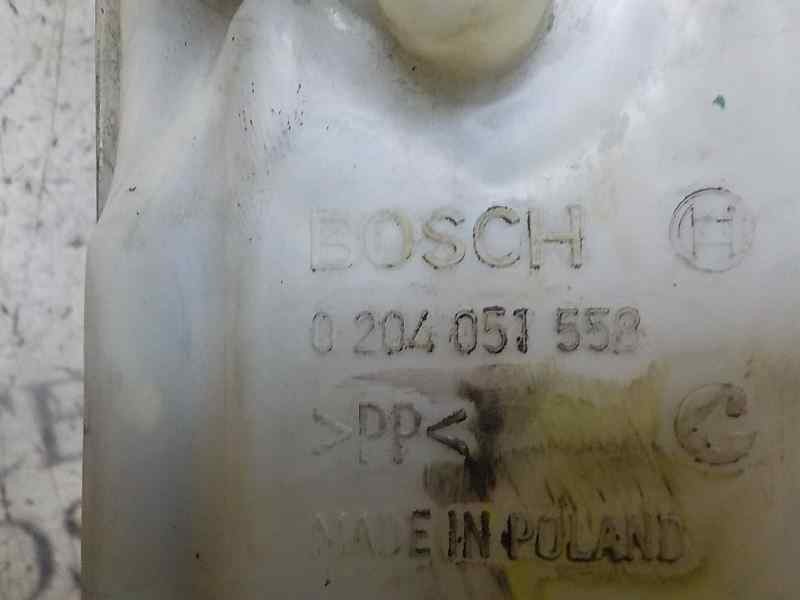 BOSCH
0 204 051 558
>PP<
MADE IN POLAND